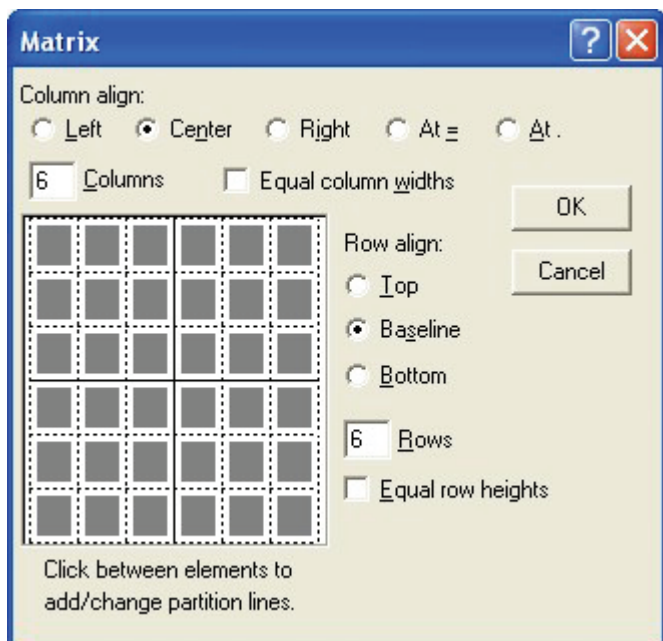 Matrix
Column align:
Left Center Right At = At .
6 Columns Equal column widths
OK
Row align:
Cancel
Top
Baseline
Bottom
6 Rows
Equal row heights
Click between elements to
add/change partition lines.